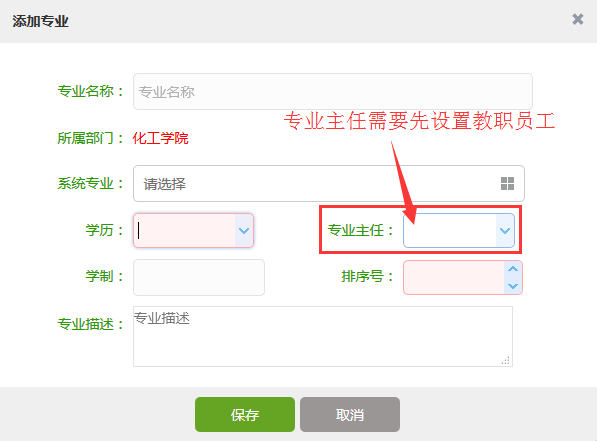 添加专业
专业名称： 专业名称
专业主任需要先设置教职员工
所属部门： 化工学院
系统专业： 请选择
学历： 专业主任：
学制： 排序号：
专业描述： 专业描述
保存 取消